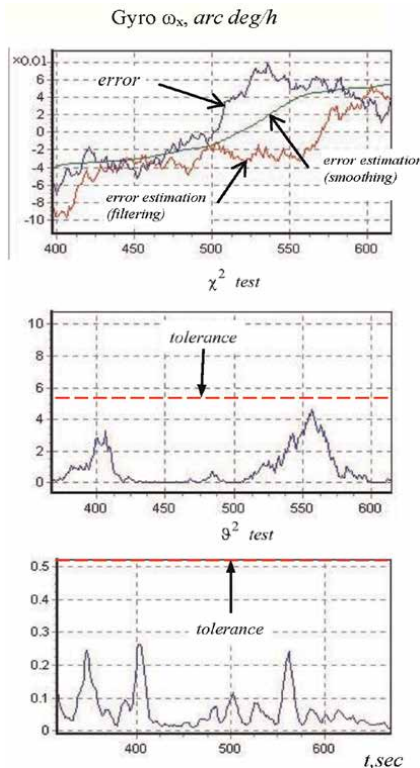 Gyro ωx, arc deg/h
×0.01
6
4
2
0
-2
-4
-6
-8
-10
error
error estimation
(smoothing)
error estimation
(filtering)
400 450 500 550 600
χ² test
10
8
6
4
2
0
tolerance
400 450 500 550 600
ϑ² test
0.5
0.4
0.3
0.2
0.1
0
tolerance
400 500 600
t,sec